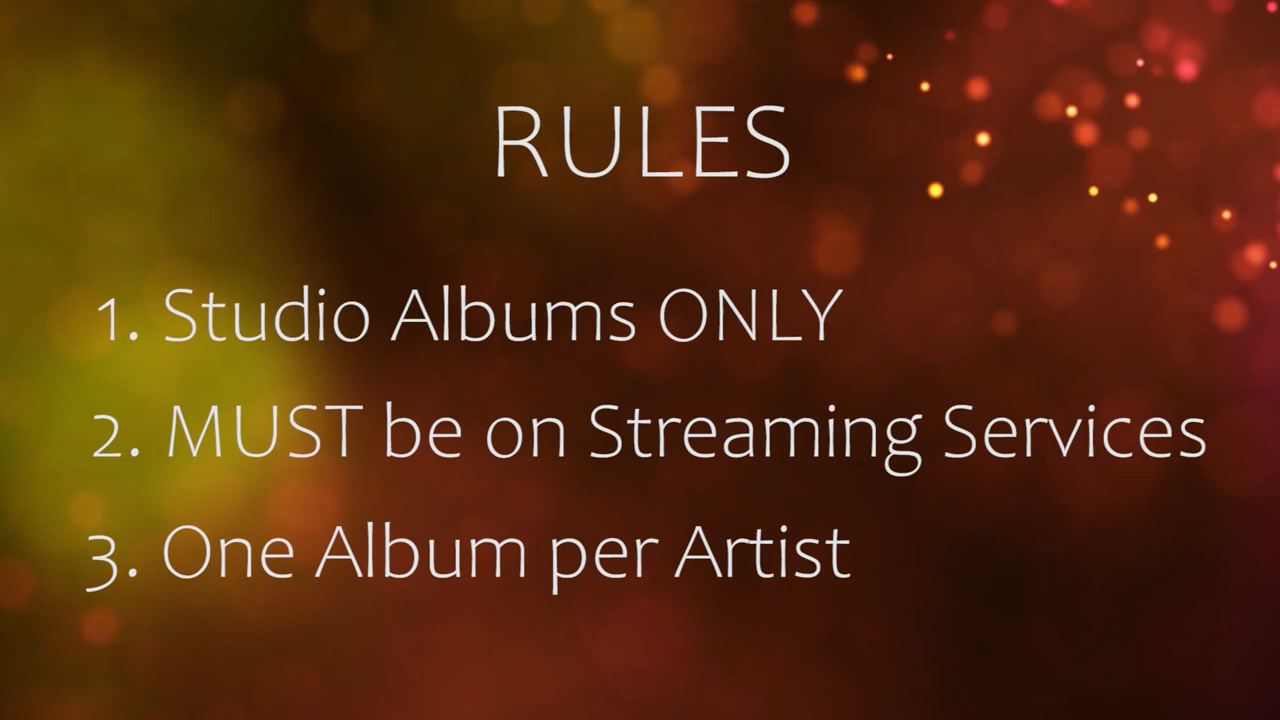 RULES
1. Studio Albums ONLY
2. MUST be on Streaming Services
3. One Album per Artist